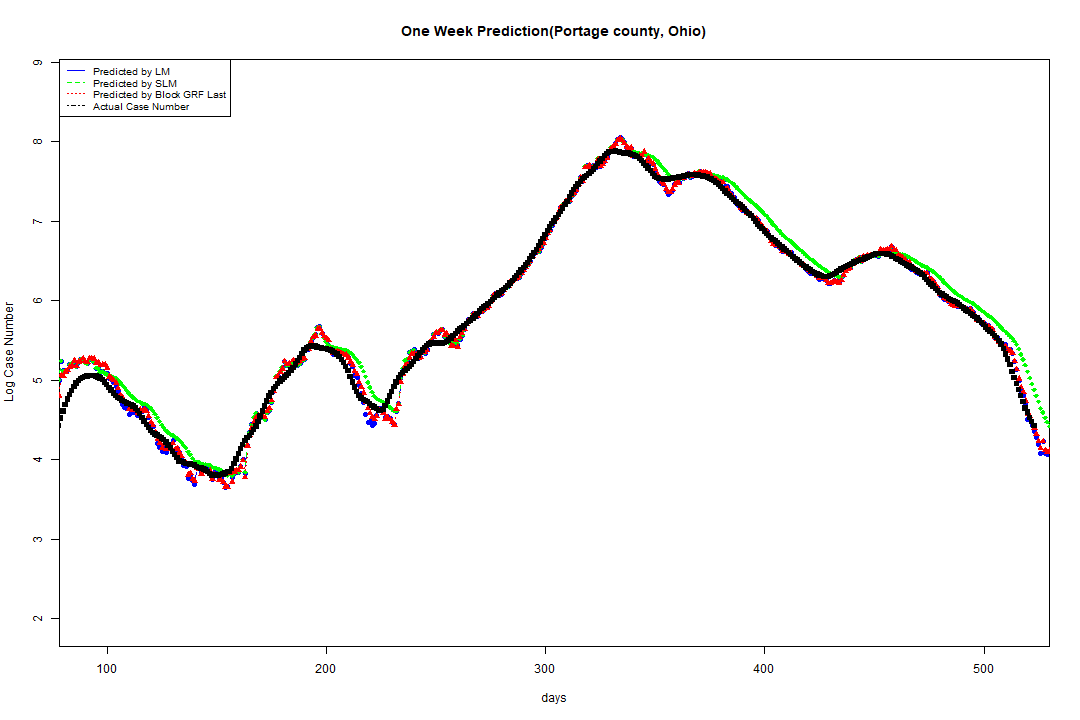 One Week Prediction(Portage county, Ohio)
Predicted by LM
Predicted by SLM
Predicted by Block GRF Last
Actual Case Number
Log Case Number
9
8
7
6
5
4
3
2
100 200 300 400 500
days